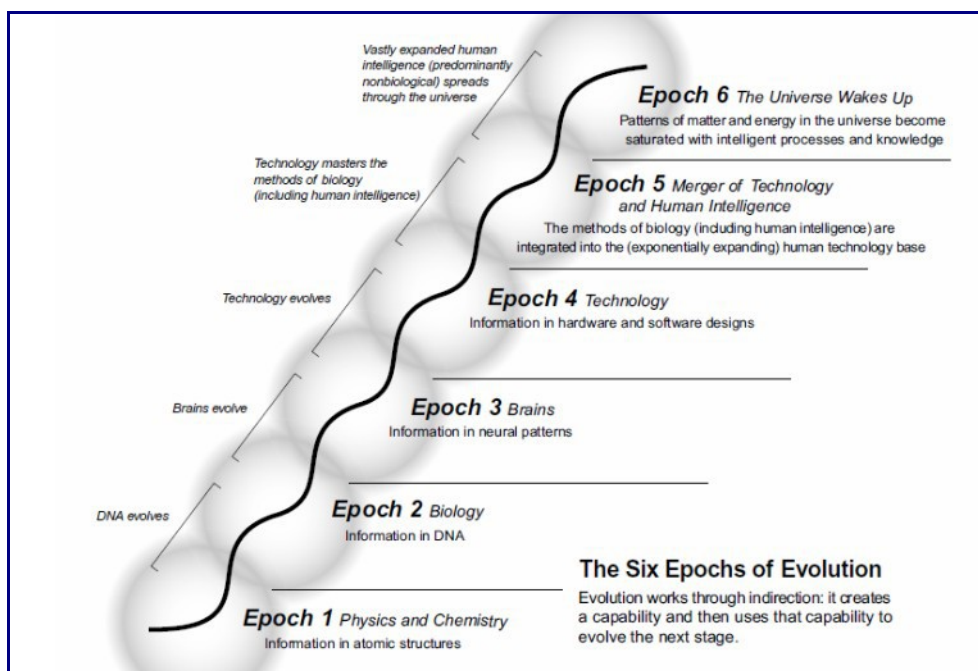 Vastly expanded human
intelligence (predominantly
nonbiological) spreads
through the universe
Epoch 6 The Universe Wakes Up
Patterns of matter and energy in the universe become
saturated with intelligent processes and knowledge
Technology masters the
methods of biology
(including human intelligence)
Epoch 5 Merger of Technology
and Human Intelligence
The methods of biology (including human intelligence) are
integrated into the (exponentially expanding) human technology base
Technology evolves
Epoch 4 Technology
Information in hardware and software designs
Brains evolve
Epoch 3 Brains
Information in neural patterns
DNA evolves
Epoch 2 Biology
Information in DNA
Epoch 1 Physics and Chemistry
Information in atomic structures
The Six Epochs of Evolution
Evolution works through indirection: it creates
a capability and then uses that capability to
evolve the next stage.